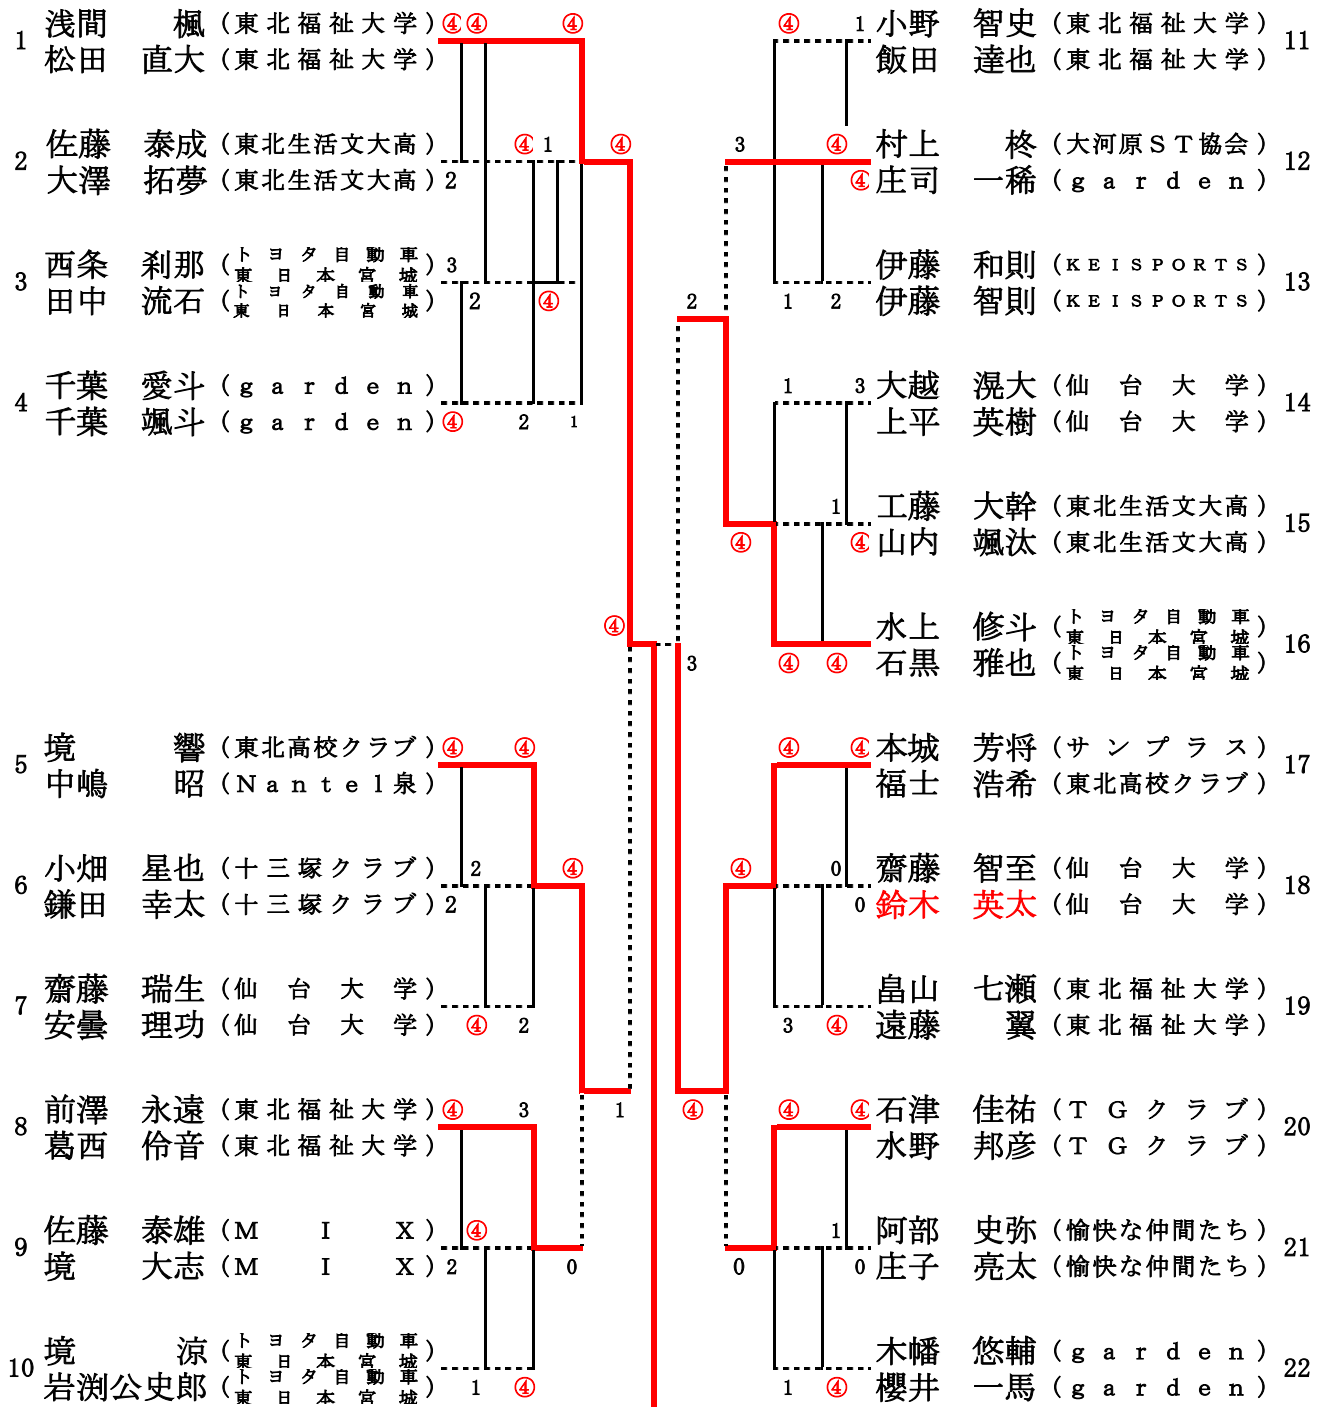 1
浅間 楓 (東北福祉大学) ④ ④ ④
松田 直大 (東北福祉大学)
2
佐藤 泰成 (東北生活文大高) ④ 1 ④
大澤 拓夢 (東北生活文大高) 2
3
西条 刹那 (トヨタ自動車東日本宮城) 3
田中 流石 (トヨタ自動車東日本宮城) 2 ④
4
千葉 愛斗 (garden)
千葉 颯斗 (garden) ④ 2 1
④
5
境 響 (東北高校クラブ) ④ ④
中嶋 昭 (Nantel泉)
6
小畑 星也 (十三塚クラブ) 2 ④
鎌田 幸太 (十三塚クラブ) 2
7
齋藤 瑞生 (仙台大学)
安曇 理功 (仙台大学) ④ 2
8
前澤 永遠 (東北福祉大学) ④ 3 1
葛西 伶音 (東北福祉大学)
9
佐藤 泰雄 (MIX) ④
境 大志 (MIX) 2 0
10
境 涼 (トヨタ自動車東日本宮城)
岩渕公史郎 (トヨタ自動車東日本宮城) 1 ④
④ 1 小野 智史 (東北福祉大学)
飯田 達也 (東北福祉大学)
11
3 ④ 村上 柊 (大河原ST協会)
④ 庄司 一稀 (garden)
12
伊藤 和則 (KEISPORTS)
2 1 2 伊藤 智則 (KEISPORTS)
13
1 3 大越 滉大 (仙台大学)
上平 英樹 (仙台大学)
14
1 工藤 大幹 (東北生活文大高)
④ ④ 山内 颯汰 (東北生活文大高)
15
水上 修斗 (トヨタ自動車東日本宮城)
3 ④ ④ 石黒 雅也 (トヨタ自動車東日本宮城)
16
④ ④ 本城 芳将 (サンプラス)
福士 浩希 (東北高校クラブ)
17
④ 0 齋藤 智至 (仙台大学)
0 鈴木 英太 (仙台大学)
18
畠山 七瀬 (東北福祉大学)
3 ④ 遠藤 翼 (東北福祉大学)
19
④ ④ ④ 石津 佳祐 (TGクラブ)
水野 邦彦 (TGクラブ)
20
1 阿部 史弥 (愉快な仲間たち)
0 0 庄子 亮太 (愉快な仲間たち)
21
木幡 悠輔 (garden)
1 ④ 櫻井 一馬 (garden)
22